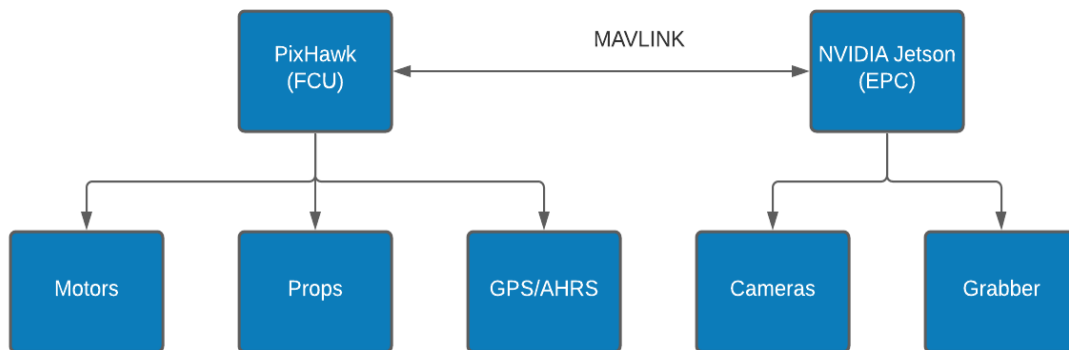 PixHawk
(FCU)
MAVLINK
NVIDIA Jetson
(EPC)
Motors
Props
GPS/AHRS
Cameras
Grabber